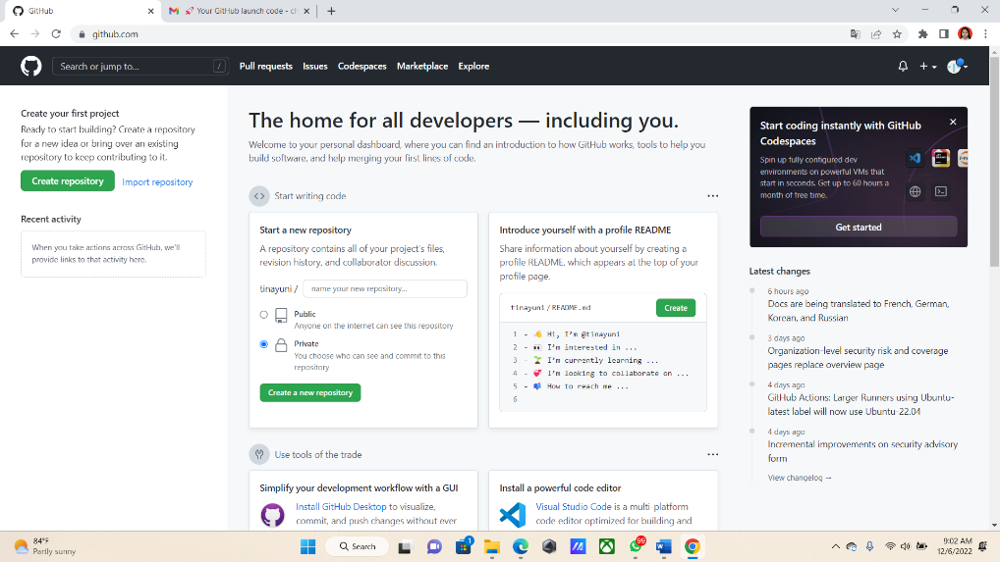 GitHub
Your GitHub launch code - ch
github.com
Search or jump to...
/
Pull requests
Issues
Codespaces
Marketplace
Explore
Create your first project
Ready to start building? Create a repository
for a new idea or bring over an existing
repository to keep contributing to it.
Create repository
Import repository
Recent activity
When you take actions across GitHub, we'll
provide links to that activity here.
The home for all developers — including you.
Welcome to your personal dashboard, where you can find an introduction to how GitHub works, tools to help you
build software, and help merging your first lines of code.
Start writing code
Start a new repository
A repository contains all of your project's files,
revision history, and collaborator discussion.
tinayuni /
name your new repository...
Public
Anyone on the internet can see this repository
Private
You choose who can see and commit to this
repository
Create a new repository
Introduce yourself with a profile README
Share information about yourself by creating a
profile README, which appears at the top of your
profile page.
tinayuni / README.md
Create
1 - 👋 Hi, I'm @tinayuni
2 - 👀 I'm interested in ...
3 - 🌱 I'm currently learning ...
4 - 💞️ I'm looking to collaborate on ...
5 - 📫 How to reach me ...
6
Use tools of the trade
Simplify your development workflow with a GUI
Install GitHub Desktop to visualize,
commit, and push changes without ever
Install a powerful code editor
Visual Studio Code is a multi-platform
code editor optimized for building and
Start coding instantly with GitHub
Codespaces
Spin up fully configured dev
environments on powerful VMs that
start in seconds. Get up to 60 hours a
month of free time.
Get started
Latest changes
6 hours ago
Docs are being translated to French, German,
Korean, and Russian
3 days ago
Organization-level security risk and coverage
pages replace overview page
4 days ago
GitHub Actions: Larger Runners using Ubuntu-
latest label will now use Ubuntu-22.04
4 days ago
Incremental improvements on security advisory
form
View changelog →
84°F
Partly sunny
Search
1
99
9:02 AM
12/6/2022